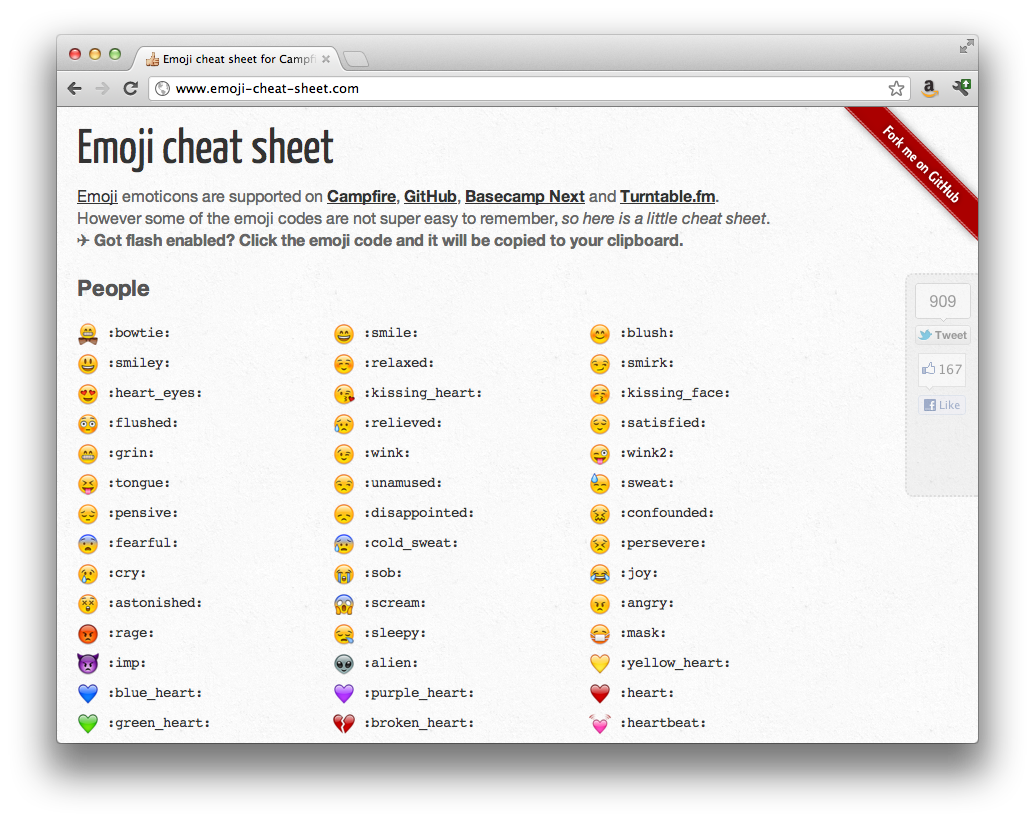 Emoji cheat sheet for Campf
www.emoji-cheat-sheet.com
Fork me on GitHub
Emoji cheat sheet
Emoji emoticons are supported on Campfire, GitHub, Basecamp Next and Turntable.fm.
However some of the emoji codes are not super easy to remember, so here is a little cheat sheet.
✈ Got flash enabled? Click the emoji code and it will be copied to your clipboard.
People
909
Tweet
167
Like
:bowtie: :smile: :blush:
:smiley: :relaxed: :smirk:
:heart_eyes: :kissing_heart: :kissing_face:
:flushed: :relieved: :satisfied:
:grin: :wink: :wink2:
:tongue: :unamused: :sweat:
:pensive: :disappointed: :confounded:
:fearful: :cold_sweat: :persevere:
:cry: :sob: :joy:
:astonished: :scream: :angry:
:rage: :sleepy: :mask:
:imp: :alien: :yellow_heart:
:blue_heart: :purple_heart: :heart:
:green_heart: :broken_heart: :heartbeat: